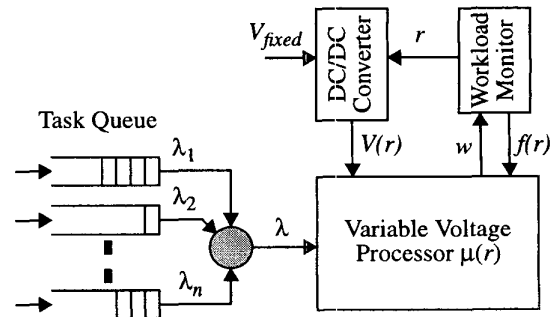 V_fixed
DC/DC
Converter
r
Workload
Monitor
Task Queue
V(r)
w
f(r)
λ₁
λ₂
λ
λₙ
Variable Voltage
Processor μ(r)